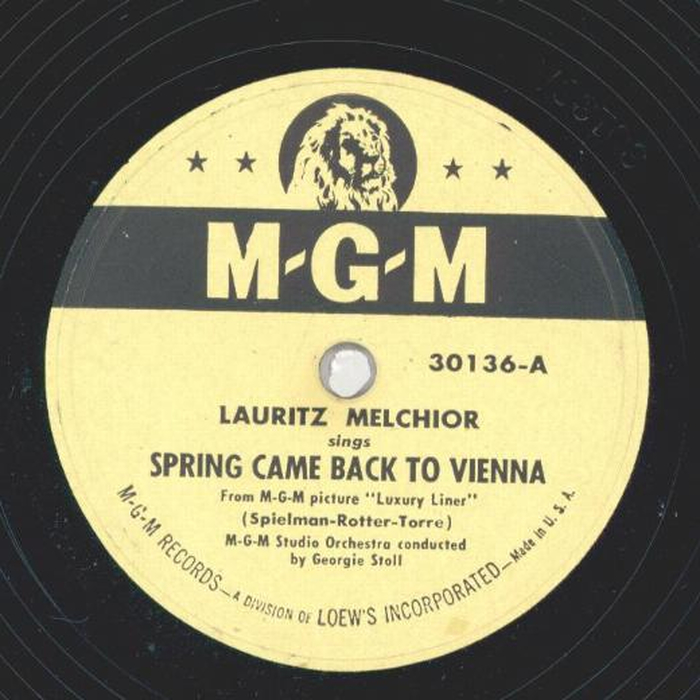 M-G-M
30136-A
LAURITZ MELCHIOR
sings
SPRING CAME BACK TO VIENNA
From M-G-M picture "Luxury Liner"
(Spielman-Rotter-Torre)
M-G-M Studio Orchestra conducted
by Georgie Stoll
M-G-M RECORDS—A DIVISION OF LOEW'S INCORPORATED—Made in U. S. A.